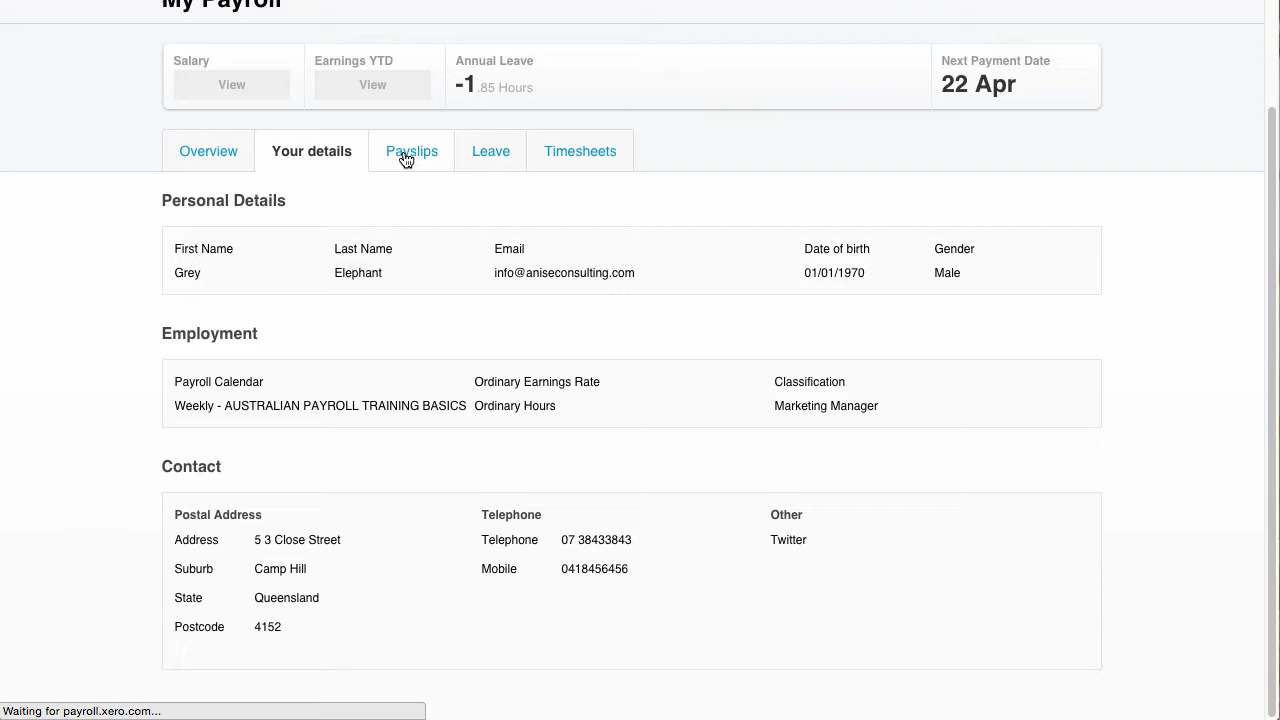 My Payroll
Salary Earnings YTD Annual Leave Next Payment Date
View View -1.85 Hours 22 Apr
Overview Your details Payslips Leave Timesheets
Personal Details
First Name Last Name Email Date of birth Gender
Grey Elephant info@aniseconsulting.com 01/01/1970 Male
Employment
Payroll Calendar Ordinary Earnings Rate Classification
Weekly - AUSTRALIAN PAYROLL TRAINING BASICS Ordinary Hours Marketing Manager
Contact
Postal Address Telephone Other
Address 5 3 Close Street Telephone 07 38433843 Twitter
Suburb Camp Hill Mobile 0418456456
State Queensland
Postcode 4152
Waiting for payroll.xero.com...